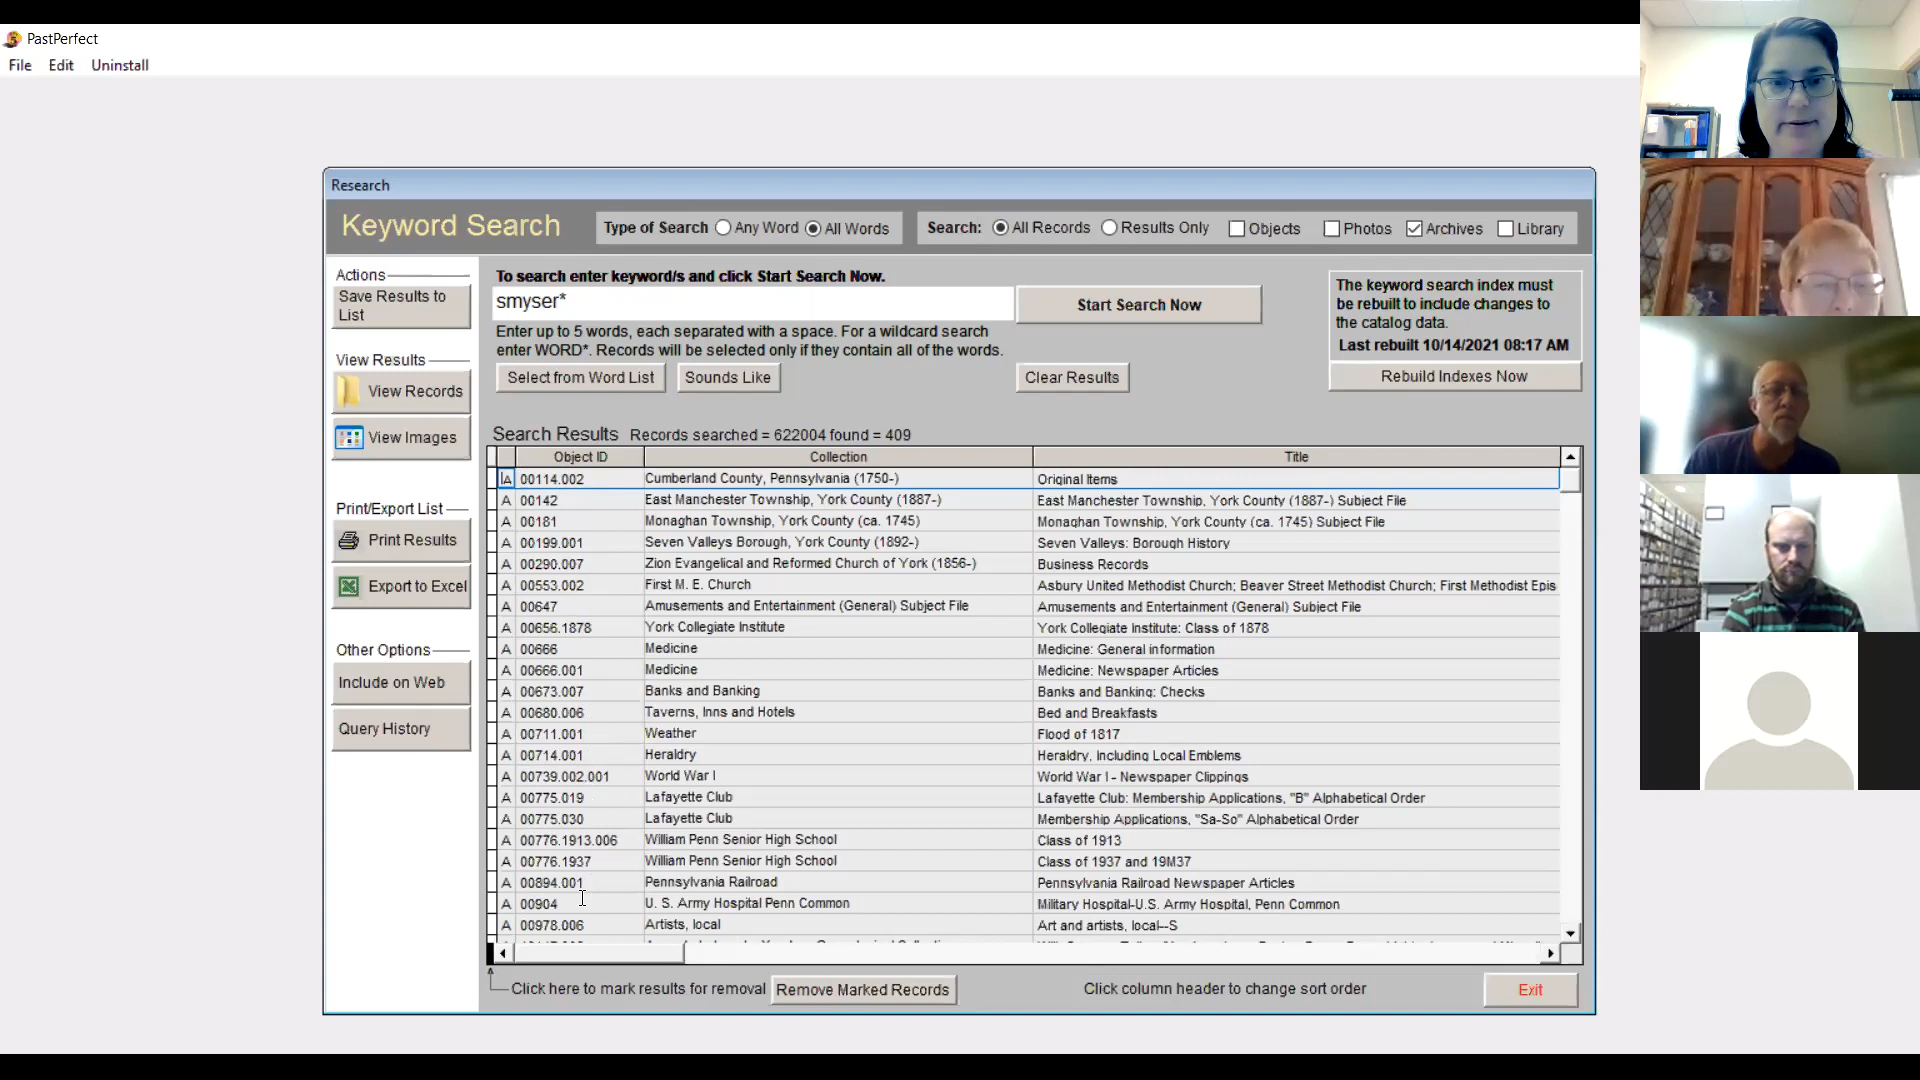 PastPerfect
File Edit Uninstall
Research
Keyword Search Type of Search Any Word All Words Search: All Records Results Only Objects Photos Archives Library
Actions
Save Results to List
View Results
View Records
View Images
Print/Export List
Print Results
Export to Excel
Other Options
Include on Web
Query History
To search enter keyword/s and click Start Search Now.
smyser* Start Search Now
Enter up to 5 words, each separated with a space. For a wildcard search
enter WORD*. Records will be selected only if they contain all of the words.
Select from Word List Sounds Like Clear Results
The keyword search index must
be rebuilt to include changes to
the catalog data.
Last rebuilt 10/14/2021 08:17 AM
Rebuild Indexes Now
Search Results Records searched = 622004 found = 409
Object ID Collection Title
A 00114.002 Cumberland County, Pennsylvania (1750-) Original Items
A 00142 East Manchester Township, York County (1887-) East Manchester Township, York County (1887-) Subject File
A 00181 Monaghan Township, York County (ca. 1745) Monaghan Township, York County (ca. 1745) Subject File
A 00199.001 Seven Valleys Borough, York County (1892-) Seven Valleys: Borough History
A 00290.007 Zion Evangelical and Reformed Church of York (1856-) Business Records
A 00553.002 First M. E. Church Asbury United Methodist Church; Beaver Street Methodist Church; First Methodist Epis
A 00647 Amusements and Entertainment (General) Subject File Amusements and Entertainment (General) Subject File
A 00656.1878 York Collegiate Institute York Collegiate Institute: Class of 1878
A 00666 Medicine Medicine: General information
A 00666.001 Medicine Medicine: Newspaper Articles
A 00673.007 Banks and Banking Banks and Banking: Checks
A 00680.006 Taverns, Inns and Hotels Bed and Breakfasts
A 00711.001 Weather Flood of 1817
A 00714.001 Heraldry Heraldry, Including Local Emblems
A 00739.002.001 World War I World War I - Newspaper Clippings
A 00775.019 Lafayette Club Lafayette Club: Membership Applications, "B" Alphabetical Order
A 00775.030 Lafayette Club Membership Applications, "Sa-So" Alphabetical Order
A 00776.1913.006 William Penn Senior High School Class of 1913
A 00776.1937 William Penn Senior High School Class of 1937 and 19M37
A 00894.001 Pennsylvania Railroad Pennsylvania Railroad Newspaper Articles
A 00904 U. S. Army Hospital Penn Common Military Hospital-U.S. Army Hospital, Penn Common
A 00978.006 Artists, local Art and artists, local--S
Click here to mark results for removal Remove Marked Records Click column header to change sort order Exit